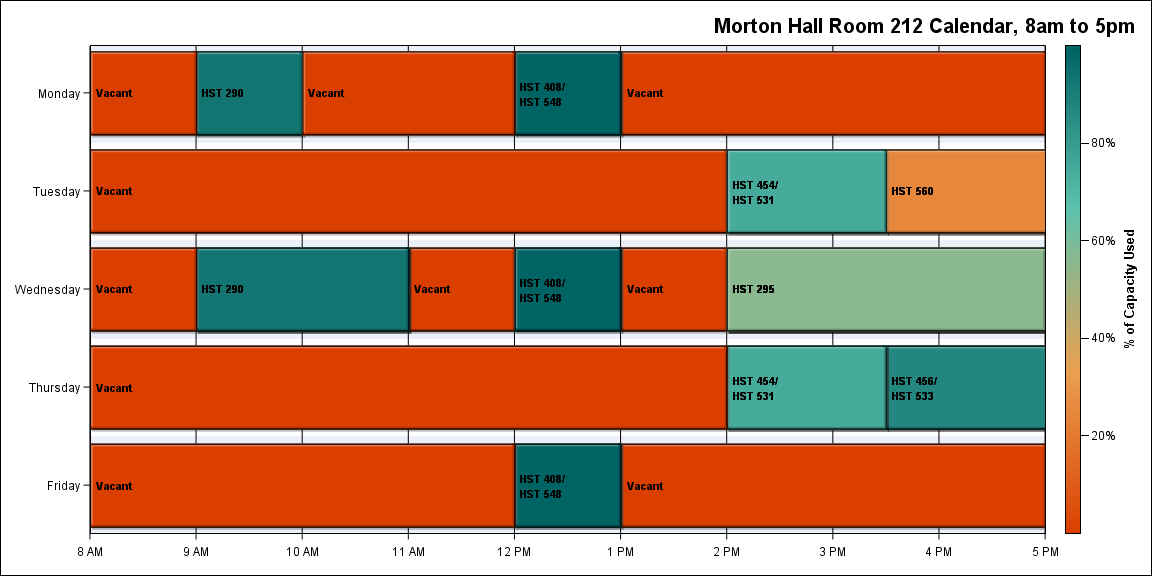 Morton Hall Room 212 Calendar, 8am to 5pm
Monday
Vacant
HST 290
Vacant
HST 408/
HST 548
Vacant
Tuesday
Vacant
HST 454/
HST 531
HST 560
Wednesday
Vacant
HST 290
Vacant
HST 408/
HST 548
Vacant
HST 295
Thursday
Vacant
HST 454/
HST 531
HST 456/
HST 533
Friday
Vacant
HST 408/
HST 548
Vacant
8 AM
9 AM
10 AM
11 AM
12 PM
1 PM
2 PM
3 PM
4 PM
5 PM
80%
60%
40%
20%
% of Capacity Used